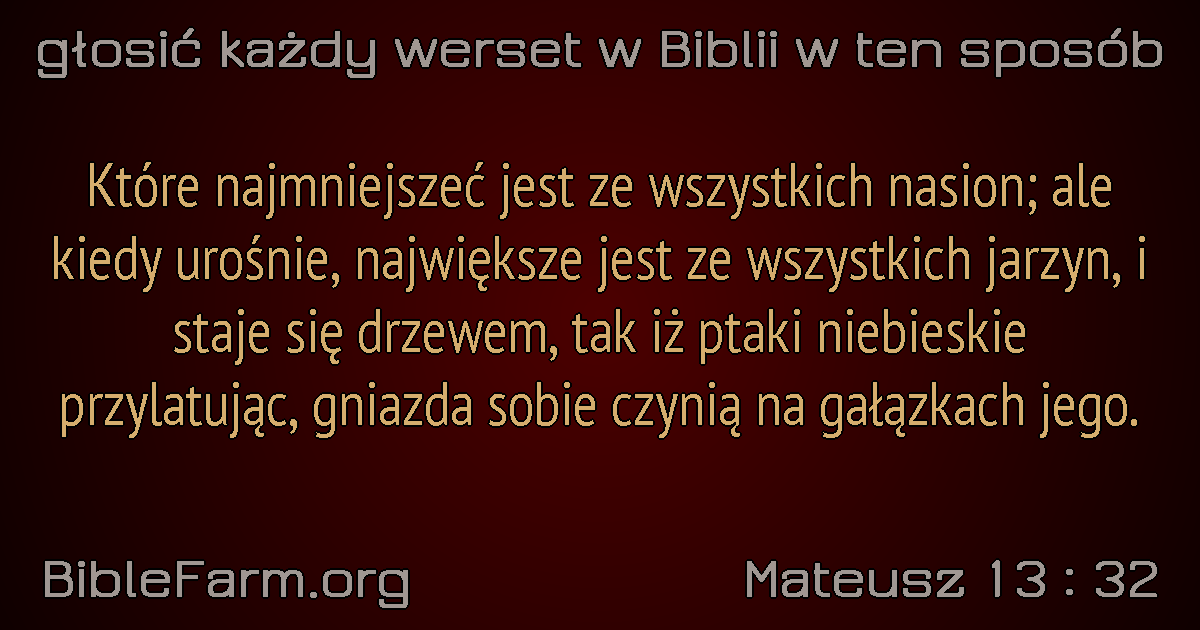 głosić każdy werset w Biblii w ten sposób
Które najmniejszeć jest ze wszystkich nasion; ale
kiedy urośnie, największe jest ze wszystkich jarzyn, i
staje się drzewem, tak iż ptaki niebieskie
przylatując, gniazda sobie czynią na gałązkach jego.
BibleFarm.org
Mateusz 13 : 32